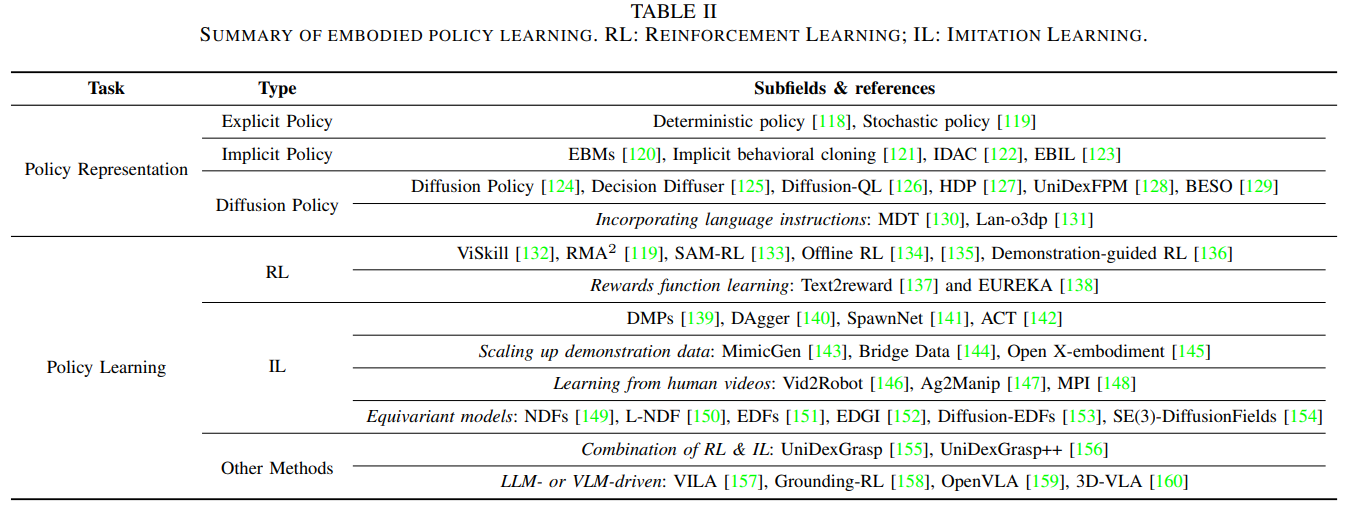 TABLE II
SUMMARY OF EMBODIED POLICY LEARNING. RL: REINFORCEMENT LEARNING; IL: IMITATION LEARNING.
Task Type Subfields & references
Explicit Policy Deterministic policy [118], Stochastic policy [119]
Implicit Policy EBMs [120], Implicit behavioral cloning [121], IDAC [122], EBIL [123]
Policy Representation
Diffusion Policy [124], Decision Diffuser [125], Diffusion-QL [126], HDP [127], UniDexFPM [128], BESO [129]
Diffusion Policy
Incorporating language instructions: MDT [130], Lan-o3dp [131]
ViSkill [132], RMA² [119], SAM-RL [133], Offline RL [134], [135], Demonstration-guided RL [136]
RL
Rewards function learning: Text2reward [137] and EUREKA [138]
DMPs [139], DAgger [140], SpawnNet [141], ACT [142]
Scaling up demonstration data: MimicGen [143], Bridge Data [144], Open X-embodiment [145]
Policy Learning IL
Learning from human videos: Vid2Robot [146], Ag2Manip [147], MPI [148]
Equivariant models: NDFs [149], L-NDF [150], EDFs [151], EDGI [152], Diffusion-EDFs [153], SE(3)-DiffusionFields [154]
Combination of RL & IL: UniDexGrasp [155], UniDexGrasp++ [156]
Other Methods
LLM- or VLM-driven: VILA [157], Grounding-RL [158], OpenVLA [159], 3D-VLA [160]